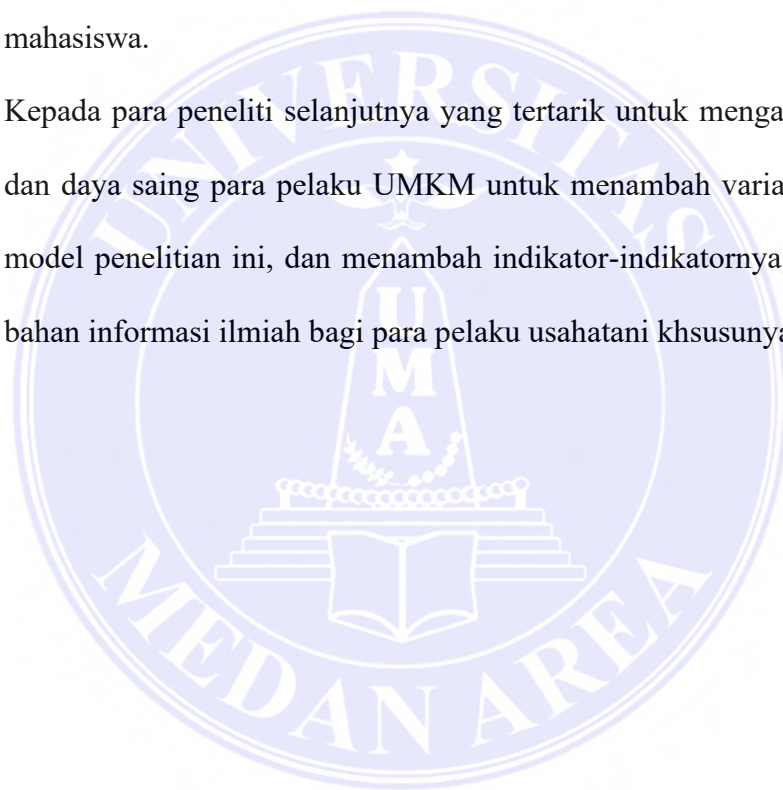 mahasiswa.
Kepada para peneliti selanjutnya yang tertarik untuk menga
dan daya saing para pelaku UMKM untuk menambah varia
model penelitian ini, dan menambah indikator-indikatornya
bahan informasi ilmiah bagi para pelaku usahatani khsusunya
UNIVERSITAS
UMA
MEDAN AREA